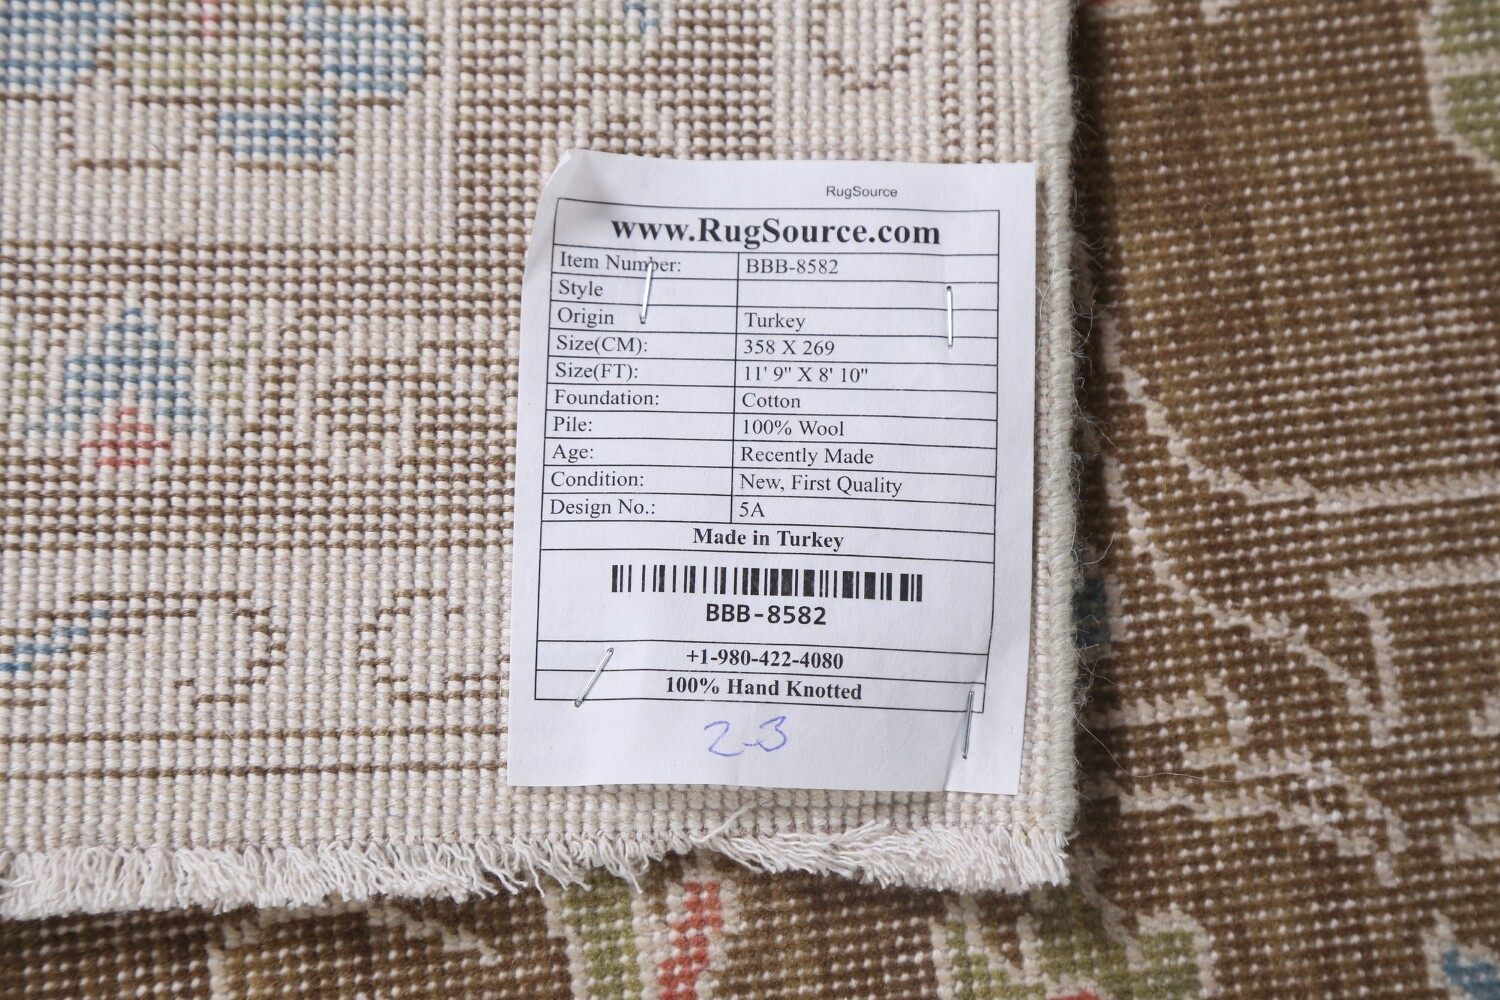 RugSource
www.RugSource.com
Item Number: BBB-8582
Style
Origin Turkey
Size(CM): 358 X 269
Size(FT): 11' 9" X 8' 10"
Foundation: Cotton
Pile: 100% Wool
Age: Recently Made
Condition: New, First Quality
Design No.: 5A
Made in Turkey
BBB-8582
+1-980-422-4080
100% Hand Knotted
2-3